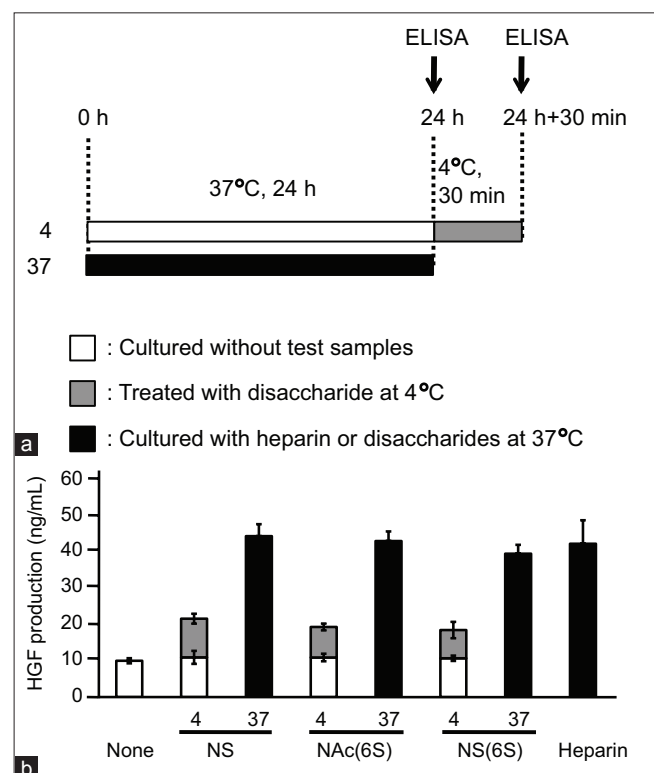 ELISA ELISA
0 h 24 h 24 h+30 min
37°C, 24 h 4°C,
30 min
4
37
: Cultured without test samples
: Treated with disaccharide at 4°C
a : Cultured with heparin or disaccharides at 37°C
HGF production (ng/mL)
60
50
40
30
20
10
0
4 37 4 37 4 37
None NS NAc(6S) NS(6S) Heparin
b